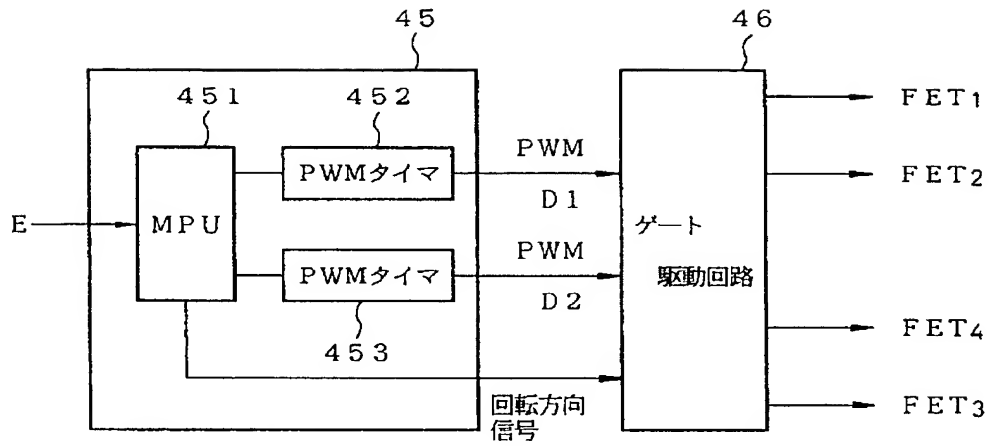 45
46
451
452
FET1
PWMタイマ
PWM
FET2
D1
E
MPU
ゲート
PWM
PWMタイマ
駆動回路
D2
453
FET4
回転方向
信号
FET3